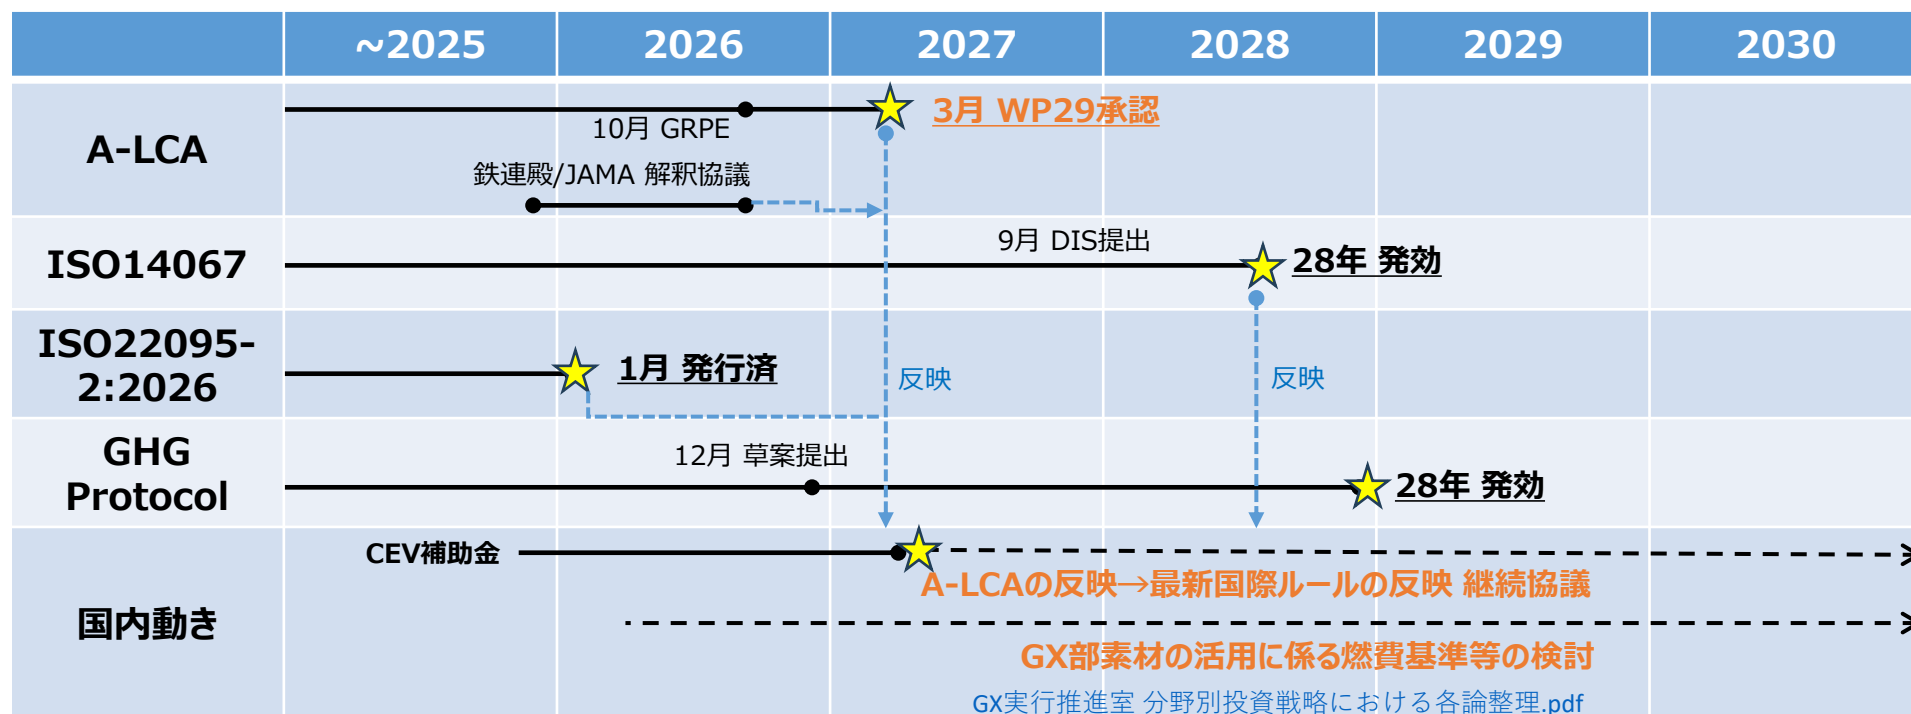 ~2025 2026 2027 2028 2029 2030
A-LCA
3月 WP29承認
10月 GRPE
鉄連殿/JAMA 解釈協議
ISO14067
9月 DIS提出
28年 発効
ISO22095-
2:2026
1月 発行済
反映
反映
GHG
Protocol
12月 草案提出
28年 発効
国内動き
CEV補助金
A-LCAの反映→最新国際ルールの反映 継続協議
GX部素材の活用に係る燃費基準等の検討
GX実行推進室 分野別投資戦略における各論整理.pdf